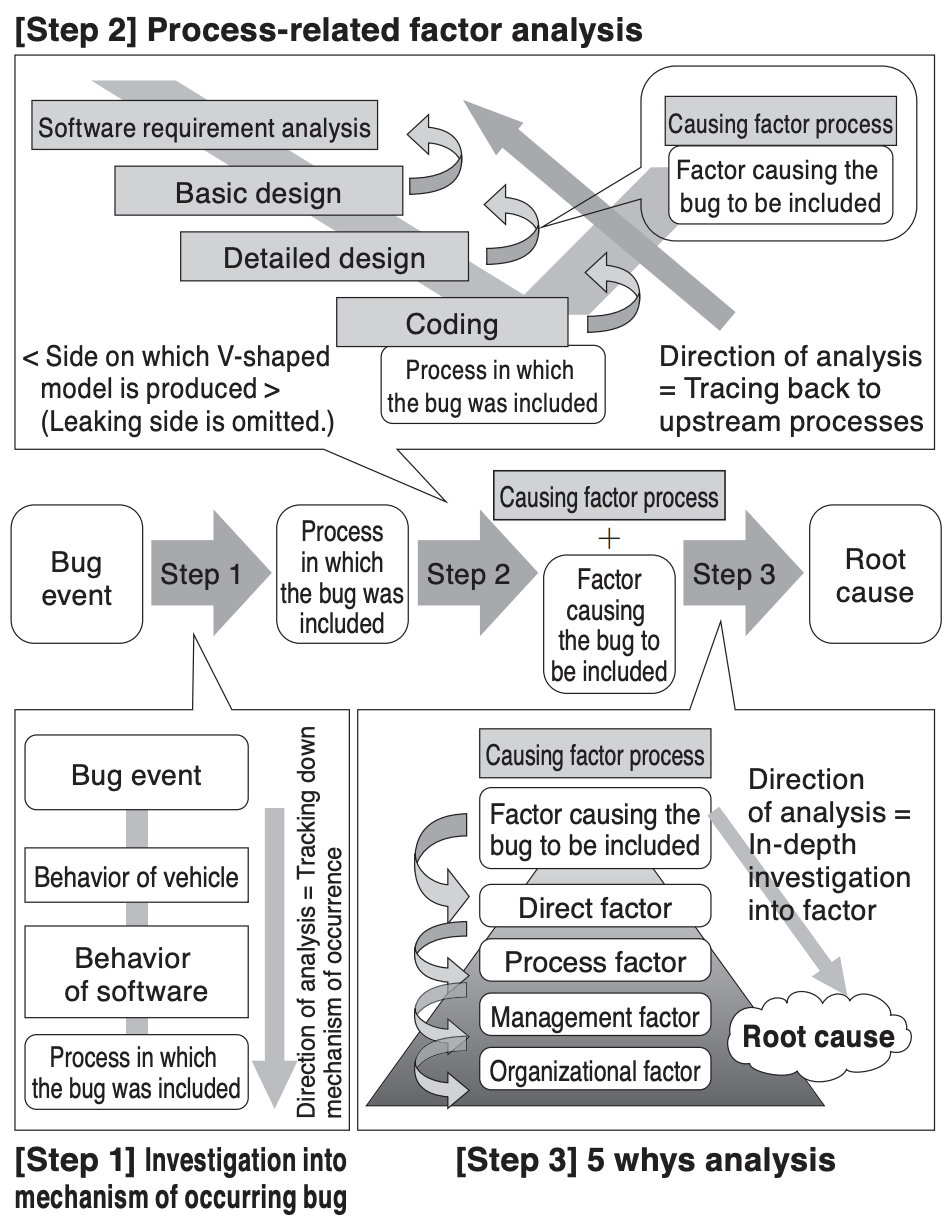 [Step 2] Process-related factor analysis
Software requirement analysis
Basic design
Detailed design
Coding
Process in which
the bug was included
Causing factor process
Factor causing the
bug to be included
< Side on which V-shaped
model is produced >
(Leaking side is omitted.)
Direction of analysis
= Tracing back to
upstream processes
Bug
event
Step 1
Process
in which
the bug was
included
Step 2
Causing factor process
+
Factor
causing
the bug to
be included
Step 3
Root
cause
Bug event
Behavior of vehicle
Behavior
of software
Process in which
the bug was included
Direction of analysis = Tracking down
mechanism of occurrence
[Step 1] Investigation into
mechanism of occurring bug
Causing factor process
Factor causing the
bug to be included
Direct factor
Process factor
Management factor
Organizational factor
Direction
of analysis =
In-depth
investigation
into factor
Root cause
[Step 3] 5 whys analysis